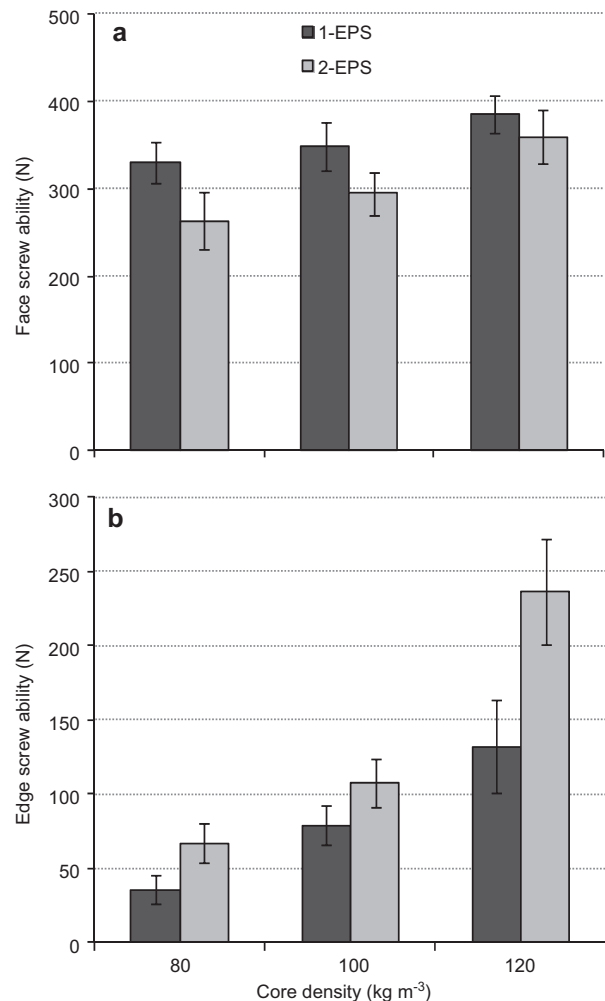 500
a
1-EPS
2-EPS
400
300
200
100
0
Face screw ability (N)
300
b
250
200
150
100
50
0
Edge screw ability (N)
80 100 120
Core density (kg m⁻³)